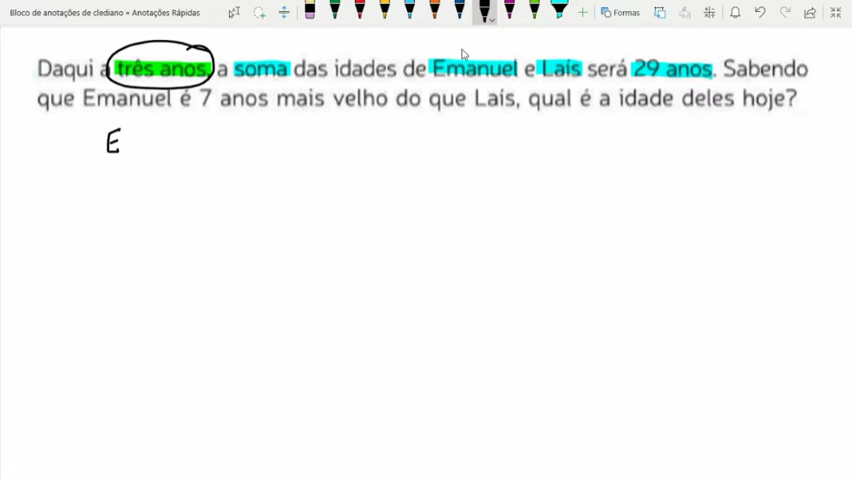 Bloco de anotações de clediano » Anotações Rápidas
Formas
Daqui a três anos, a soma das idades de Emanuel e Laís será 29 anos. Sabendo
que Emanuel é 7 anos mais velho do que Laís, qual é a idade deles hoje?
E